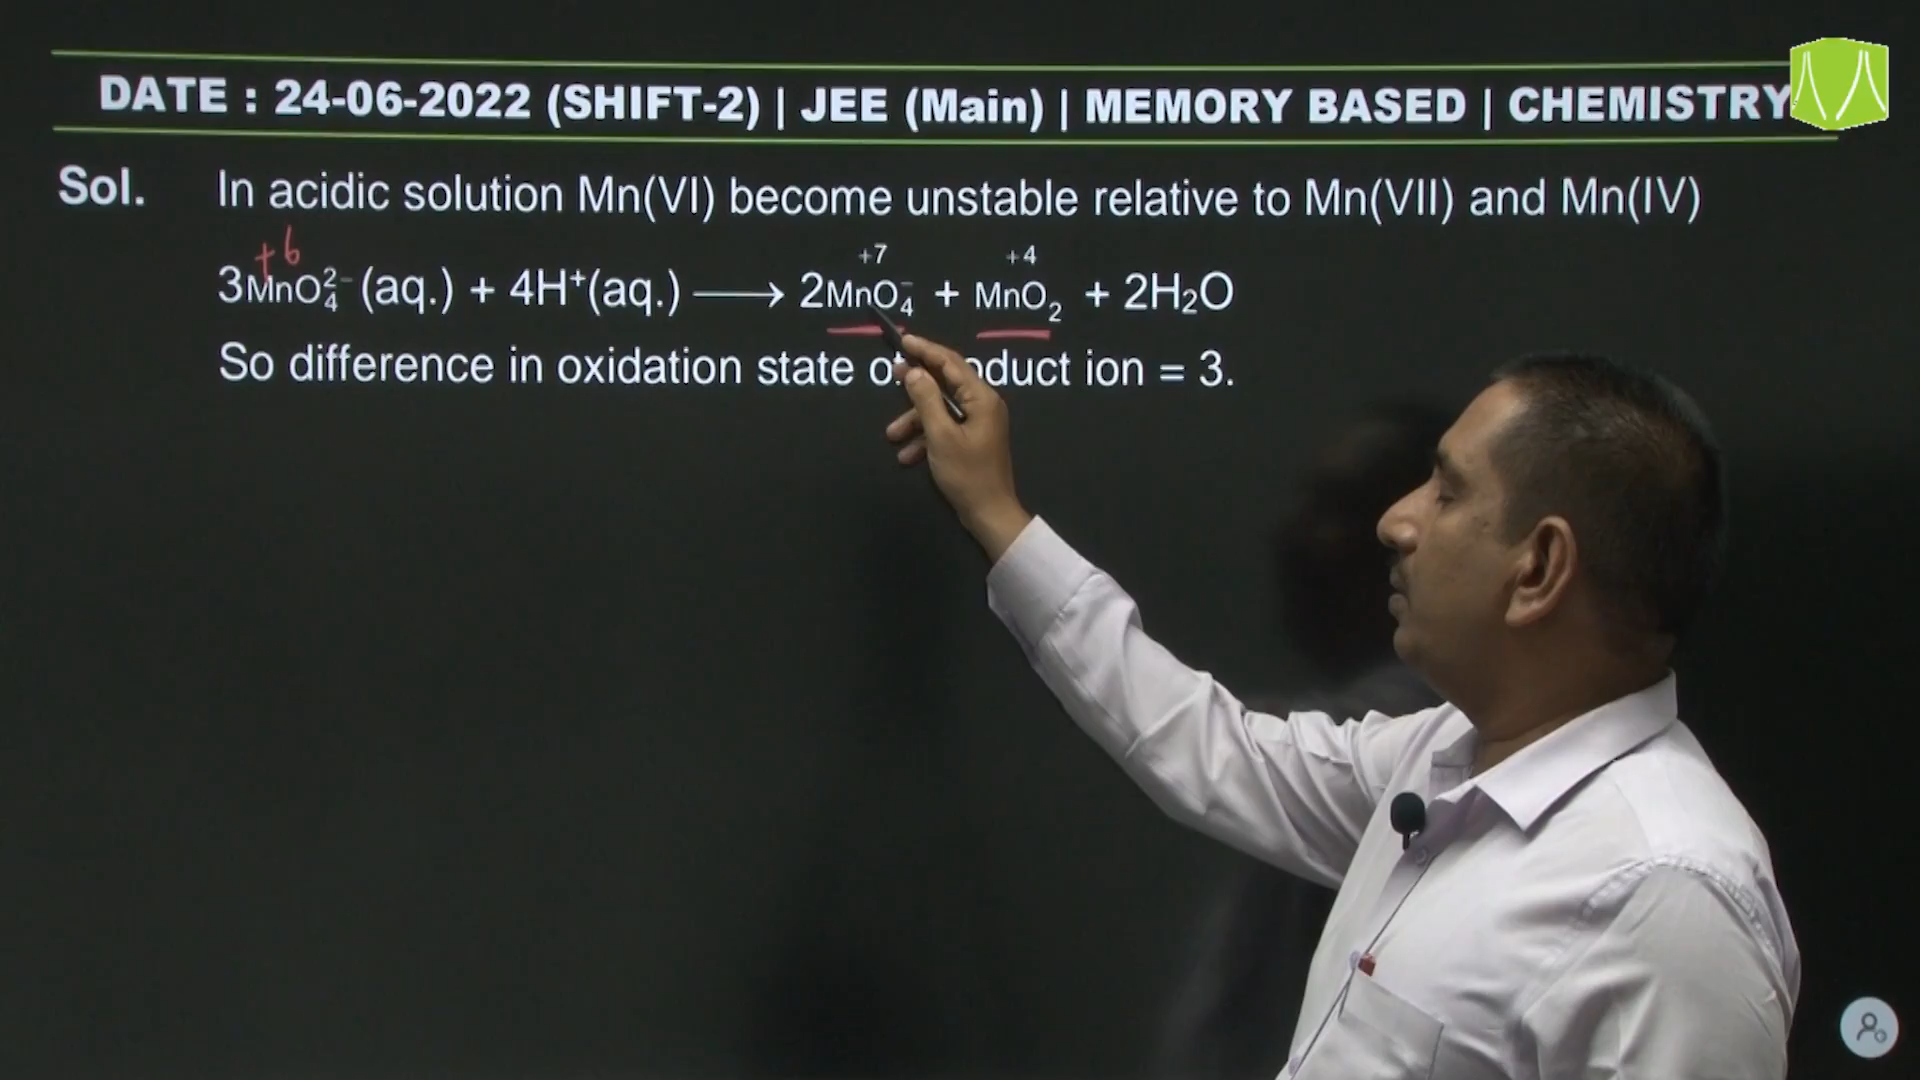 DATE : 24-06-2022 (SHIFT-2) | JEE (Main) | MEMORY BASED | CHEMISTRY
Sol. In acidic solution Mn(VI) become unstable relative to Mn(VII) and Mn(IV)
+6 +7 +4
3MnO₄²⁻(aq.) + 4H⁺(aq.) ⟶ 2MnO₄⁻ + MnO₂ + 2H₂O
So difference in oxidation state ion = 3.